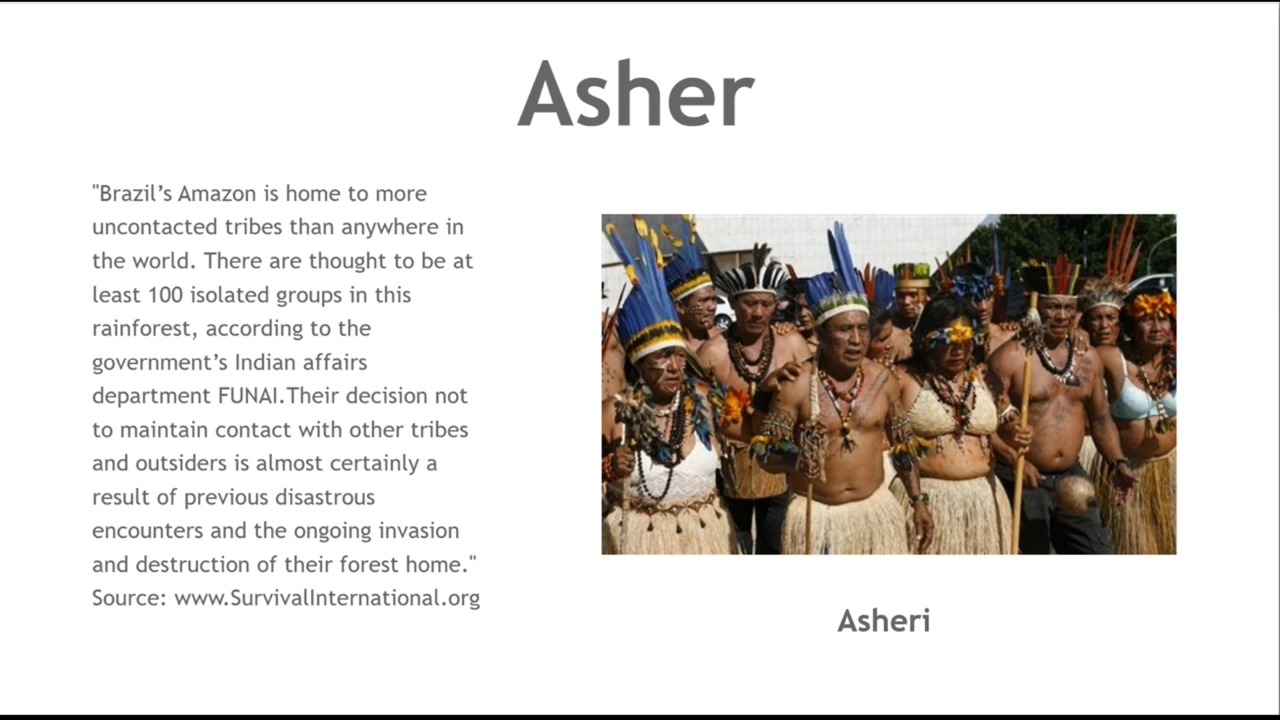 Asher
"Brazil’s Amazon is home to more
uncontacted tribes than anywhere in
the world. There are thought to be at
least 100 isolated groups in this
rainforest, according to the
government’s Indian affairs
department FUNAI.Their decision not
to maintain contact with other tribes
and outsiders is almost certainly a
result of previous disastrous
encounters and the ongoing invasion
and destruction of their forest home."
Source: www.SurvivalInternational.org
Asheri